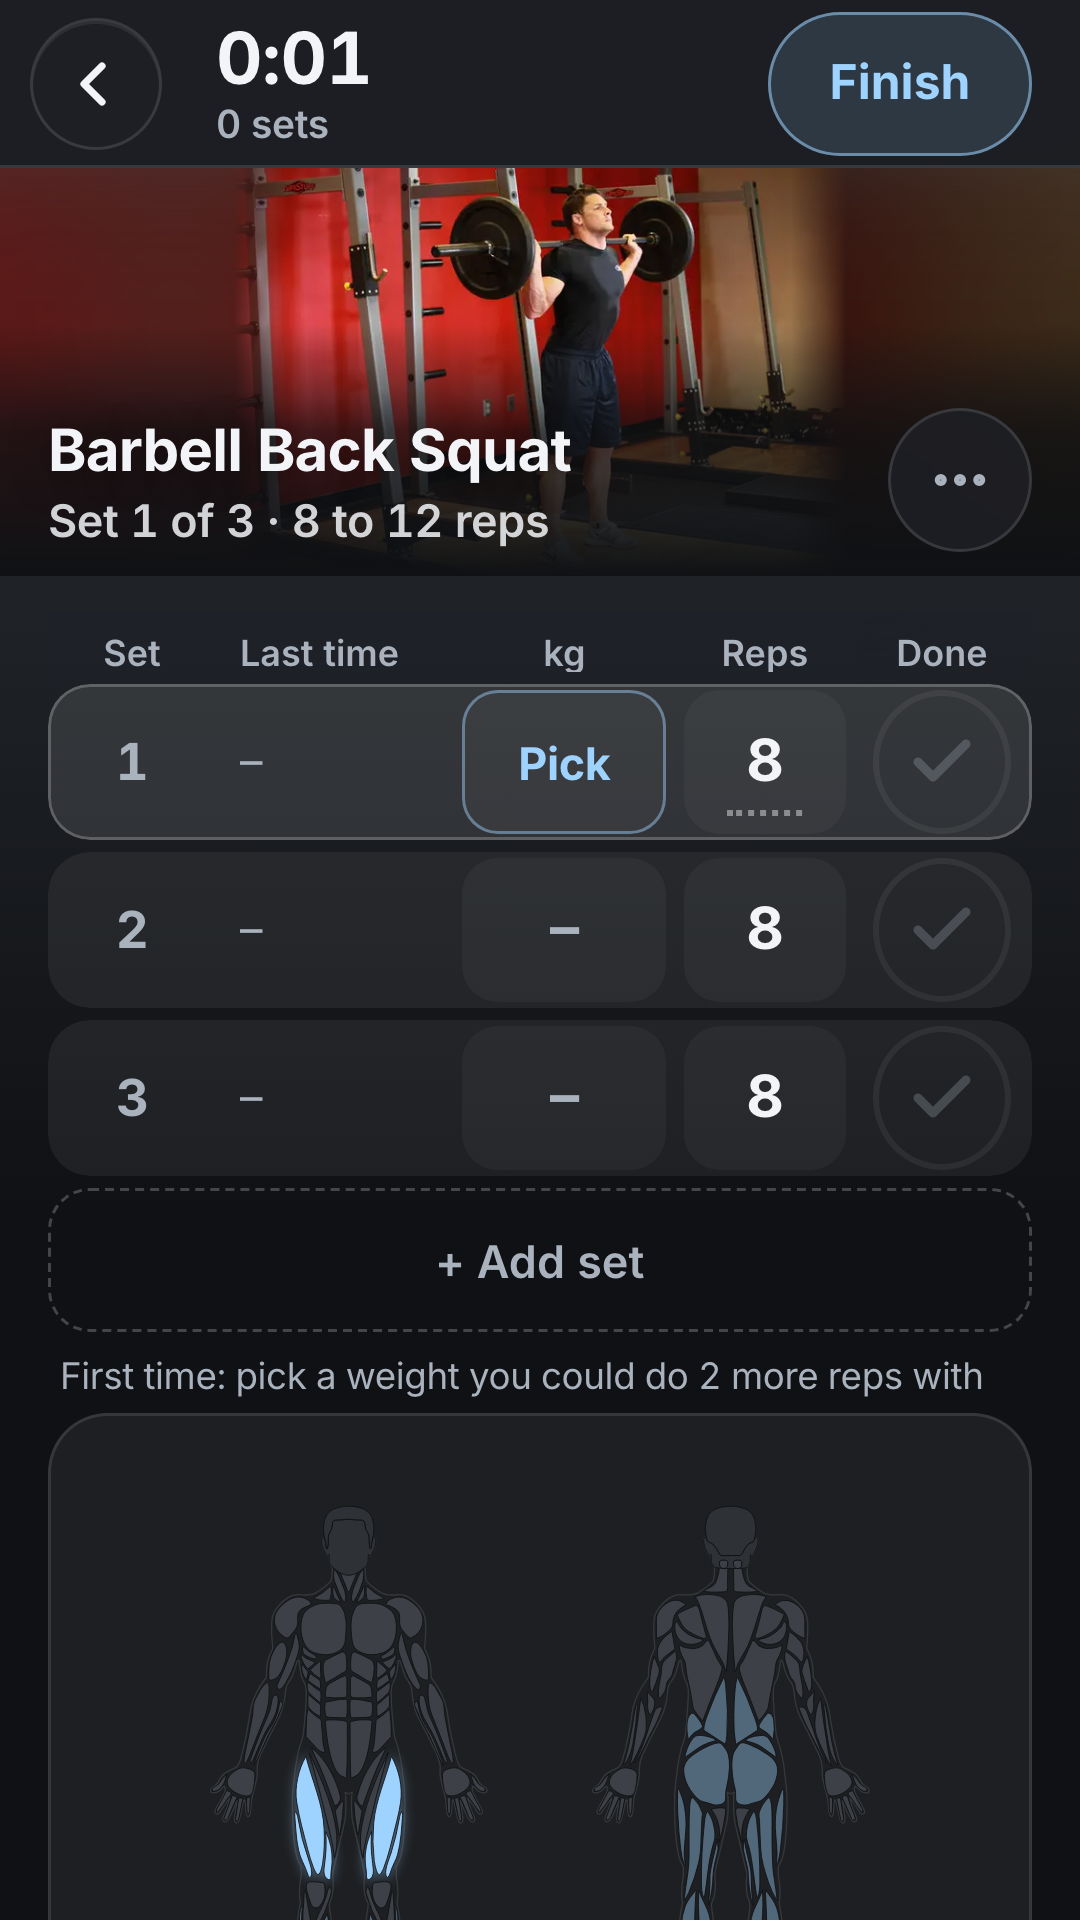 0:01
0 sets
Finish
Barbell Back Squat
Set 1 of 3 · 8 to 12 reps
Set Last time kg Reps Done
1 – Pick 8
2 – – 8
3 – – 8
+ Add set
First time: pick a weight you could do 2 more reps with